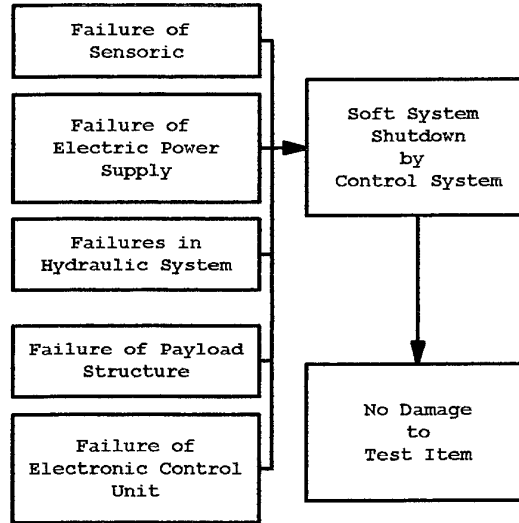 Failure of
Sensoric
Failure of
Electric Power
Supply
Failures in
Hydraulic System
Failure of Payload
Structure
Failure of
Electronic Control
Unit
Soft System
Shutdown
by
Control System
No Damage
to
Test Item